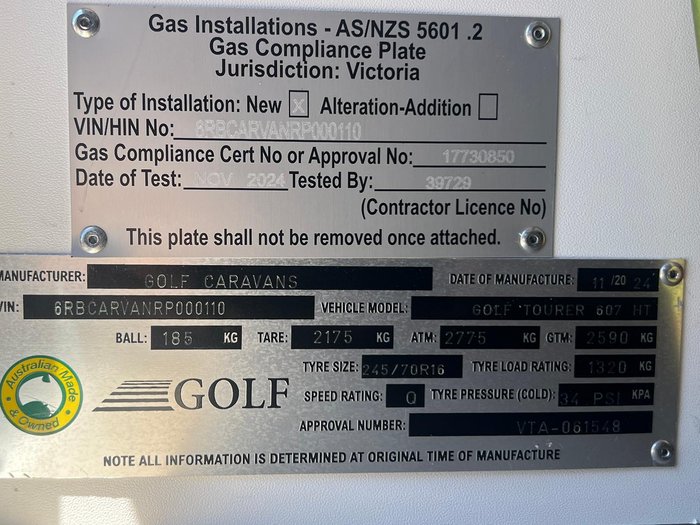 Gas Installations - AS/NZS 5601 .2
Gas Compliance Plate
Jurisdiction: Victoria
Type of Installation: New X Alteration-Addition
VIN/HIN No: 6RBCARVANRP000110
Gas Compliance Cert No or Approval No: 17730850
Date of Test: NOV 2024 Tested By: 39729
(Contractor Licence No)
This plate shall not be removed once attached.
MANUFACTURER: GOLF CARAVANS DATE OF MANUFACTURE: 11/20 24
VIN: 6RBCARVANRP000110 VEHICLE MODEL: GOLF TOURER 607 HT
BALL: 185 KG TARE: 2175 KG ATM: 2775 KG GTM: 2590 KG
TYRE SIZE: 245/70R16 TYRE LOAD RATING: 1320 KG
Australian Made & Owned
GOLF
SPEED RATING: Q TYRE PRESSURE (COLD): 34 PSI KPA
APPROVAL NUMBER: VTA-061548
NOTE ALL INFORMATION IS DETERMINED AT ORIGINAL TIME OF MANUFACTURE